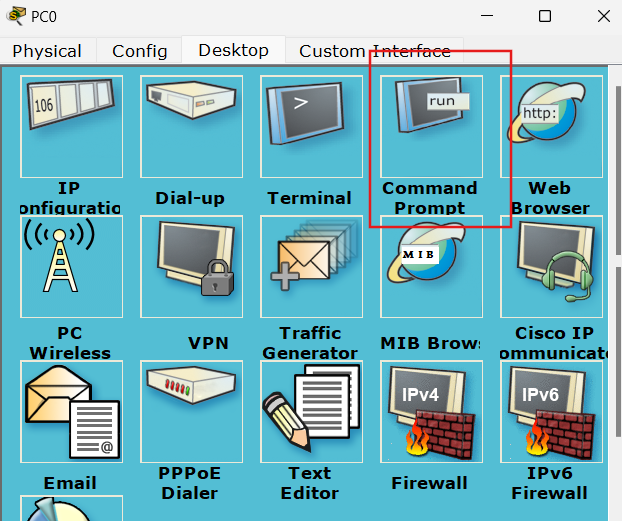 PC0
Physical Config Desktop Custom Interface
106
>
run
http:
IP
onfiguratio
Dial-up
Terminal
Command
Prompt
Web
Browser
MIB
PC
Wireless
VPN
Traffic
Generator
MIB Brows
Cisco IP
ommunicato
@
IPv4
IPv6
Email
PPPoE
Dialer
Text
Editor
Firewall
IPv6
Firewall